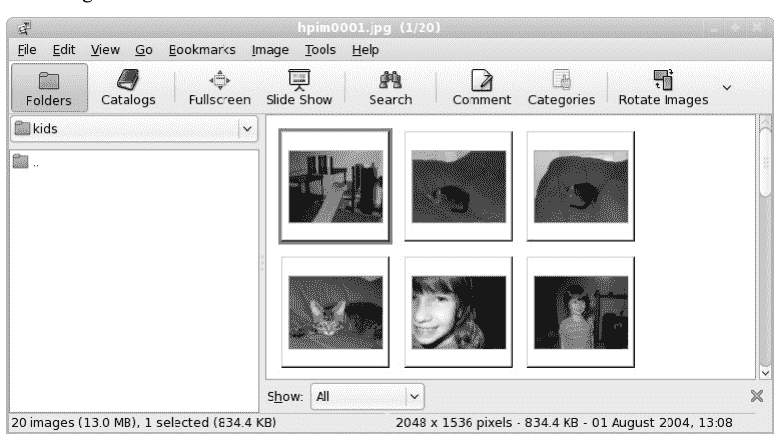 hpim0001.jpg (1/20)
File Edit View Go Bookmarks Image Tools Help
Folders Catalogs Fullscreen Slide Show Search Comment Categories Rotate Images
kids
..
Show: All
20 images (13.0 MB), 1 selected (834.4 KB) 2048 x 1536 pixels - 834.4 KB - 01 August 2004, 13:08